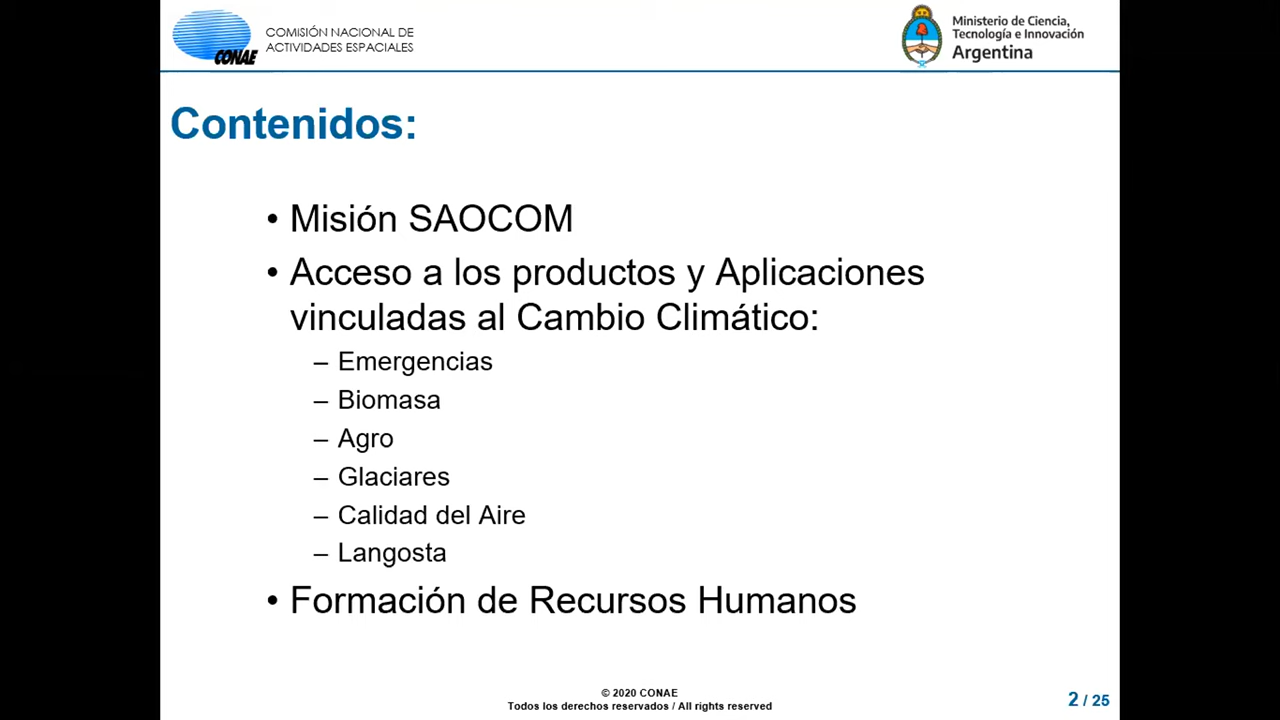 CONAE
COMISIÓN NACIONAL DE
ACTIVIDADES ESPACIALES
Ministerio de Ciencia,
Tecnología e Innovación
Argentina
Contenidos:
• Misión SAOCOM
• Acceso a los productos y Aplicaciones
vinculadas al Cambio Climático:
– Emergencias
– Biomasa
– Agro
– Glaciares
– Calidad del Aire
– Langosta
• Formación de Recursos Humanos
© 2020 CONAE
Todos los derechos reservados / All rights reserved
2 / 25